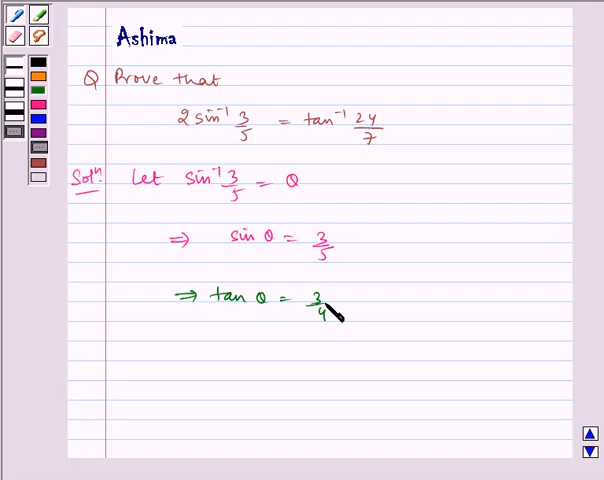 Ashima
Q Prove that
2 sin⁻¹ 3/5 = tan⁻¹ 24/7
Solⁿ. Let sin⁻¹ 3/5 = θ
⇒ sin θ = 3/5
⇒ tan θ = 3/4